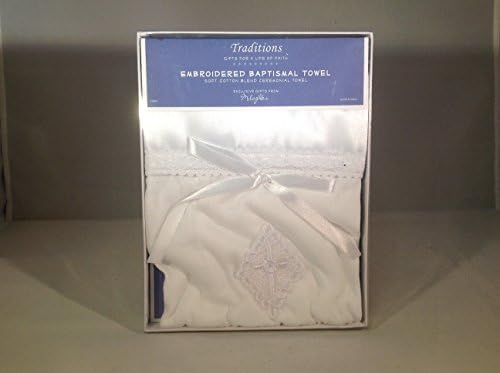 Traditions
GIFTS FOR A LIFE OF FAITH
EMBROIDERED BAPTISMAL TOWEL
SOFT COTTON BLEND CEREMONIAL TOWEL
EXCLUSIVE GIFTS FROM